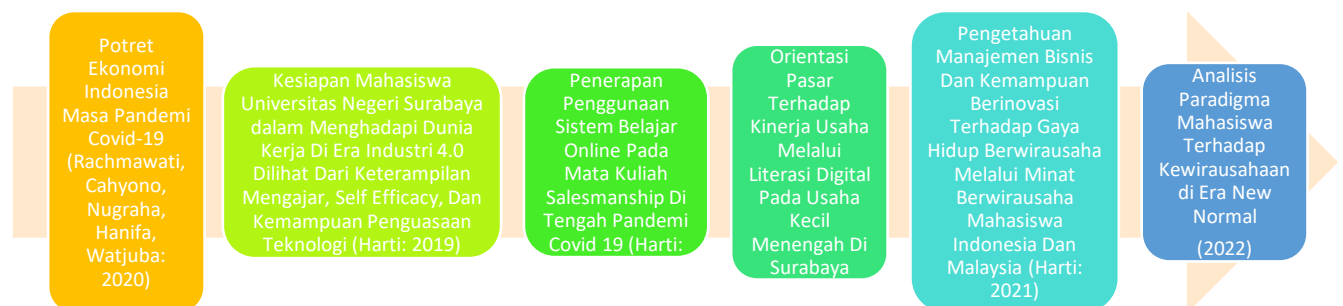 Potret
Ekonomi
Indonesia
Masa Pandemi
Covid-19
(Rachmawati,
Cahyono,
Nugraha,
Hanifa,
Watjuba:
2020)
Kesiapan Mahasiswa
Universitas Negeri Surabaya
dalam Menghadapi Dunia
Kerja Di Era Industri 4.0
Dilihat Dari Keterampilan
Mengajar, Self Efficacy, Dan
Kemampuan Penguasaan
Teknologi (Harti: 2019)
Penerapan
Penggunaan
Sistem Belajar
Online Pada
Mata Kuliah
Salesmanship Di
Tengah Pandemi
Covid 19 (Harti:
Orientasi
Pasar
Terhadap
Kinerja Usaha
Melalui
Literasi Digital
Pada Usaha
Kecil
Menengah Di
Surabaya
Pengetahuan
Manajemen Bisnis
Dan Kemampuan
Berinovasi
Terhadap Gaya
Hidup Berwirausaha
Melalui Minat
Berwirausaha
Mahasiswa
Indonesia Dan
Malaysia (Harti:
2021)
Analisis
Paradigma
Mahasiswa
Terhadap
Kewirausahaan
di Era New
Normal
(2022)